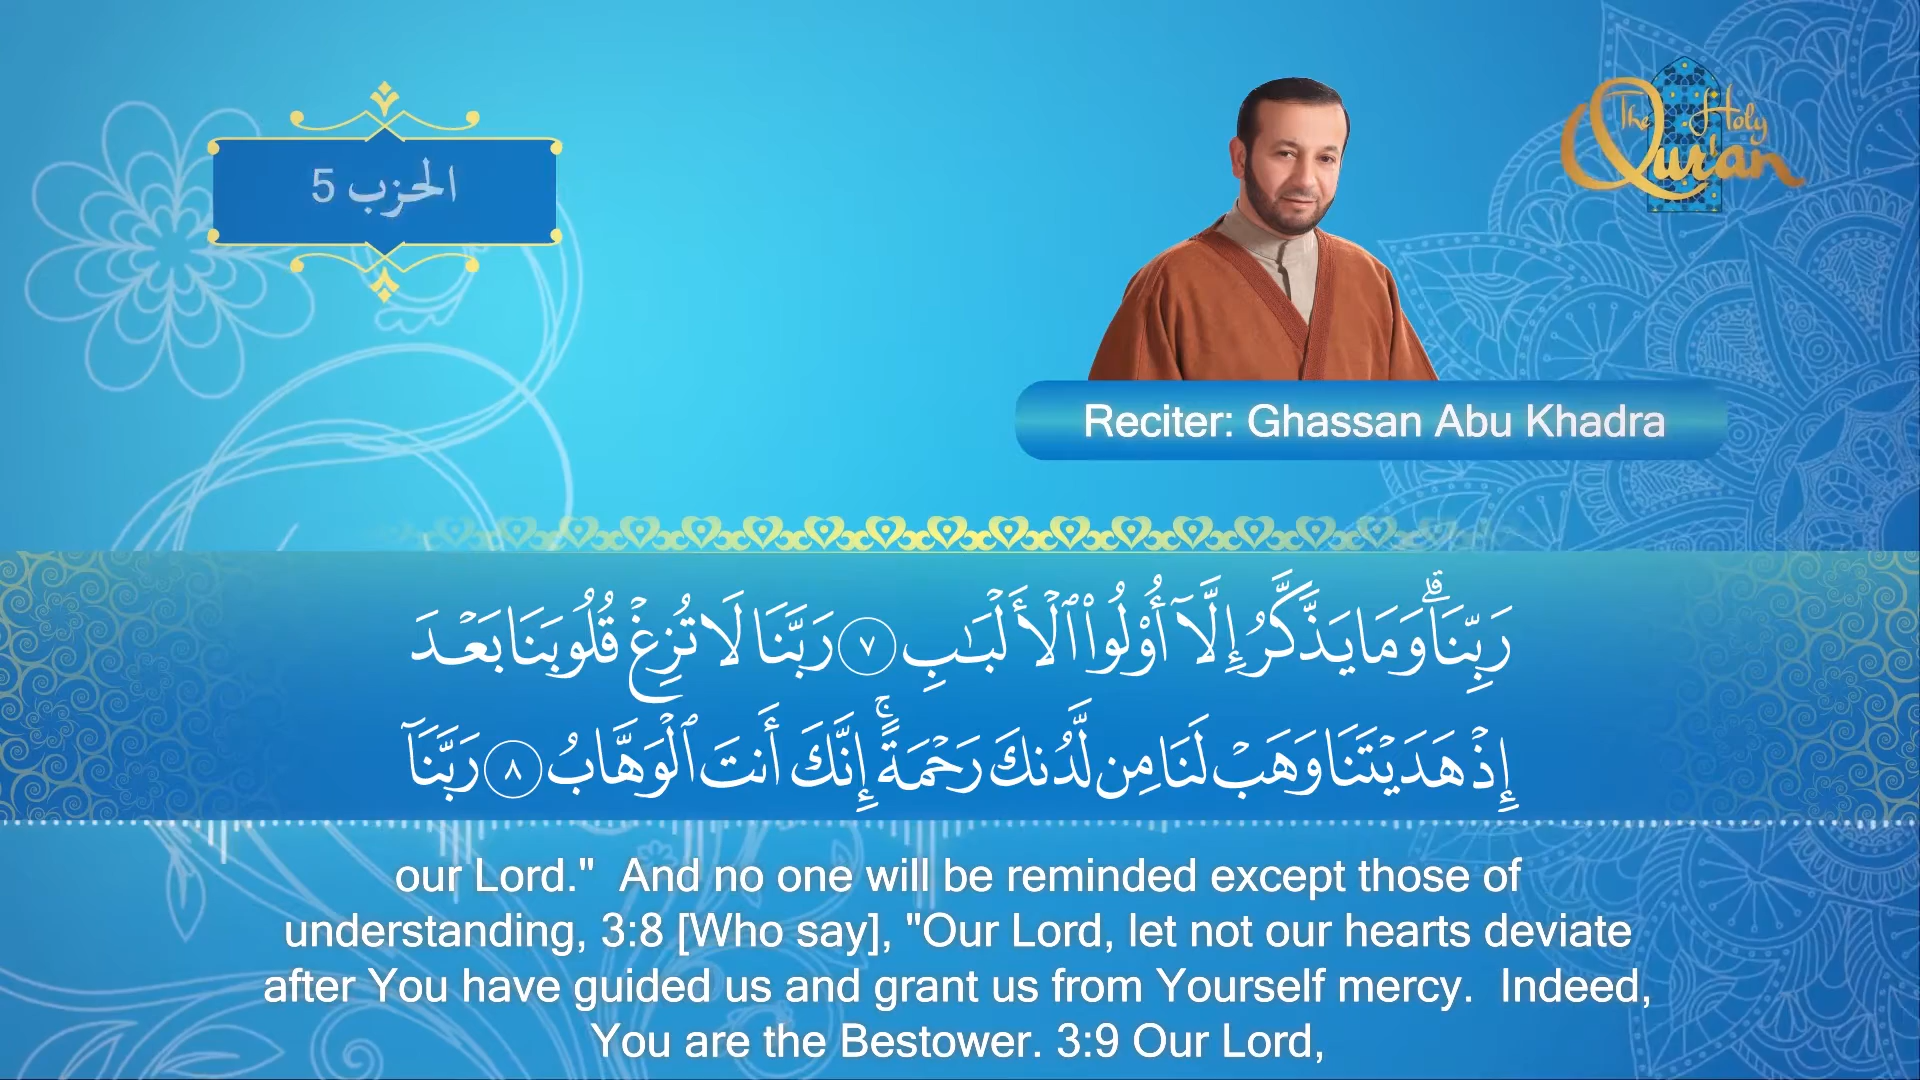 الحزب 5
The Holy Qur'an
Reciter: Ghassan Abu Khadra
رَبِّنَاۗ وَمَا يَذَّكَّرُ إِلَّآ أُو۟لُوا۟ ٱلْأَلْبَـٰبِ ٧ رَبَّنَا لَا تُزِغْ قُلُوبَنَا بَعْدَ
إِذْ هَدَيْتَنَا وَهَبْ لَنَا مِن لَّدُنكَ رَحْمَةًۚ إِنَّكَ أَنتَ ٱلْوَهَّابُ ٨ رَبَّنَآ
our Lord." And no one will be reminded except those of
understanding, 3:8 [Who say], "Our Lord, let not our hearts deviate
after You have guided us and grant us from Yourself mercy. Indeed,
You are the Bestower. 3:9 Our Lord,